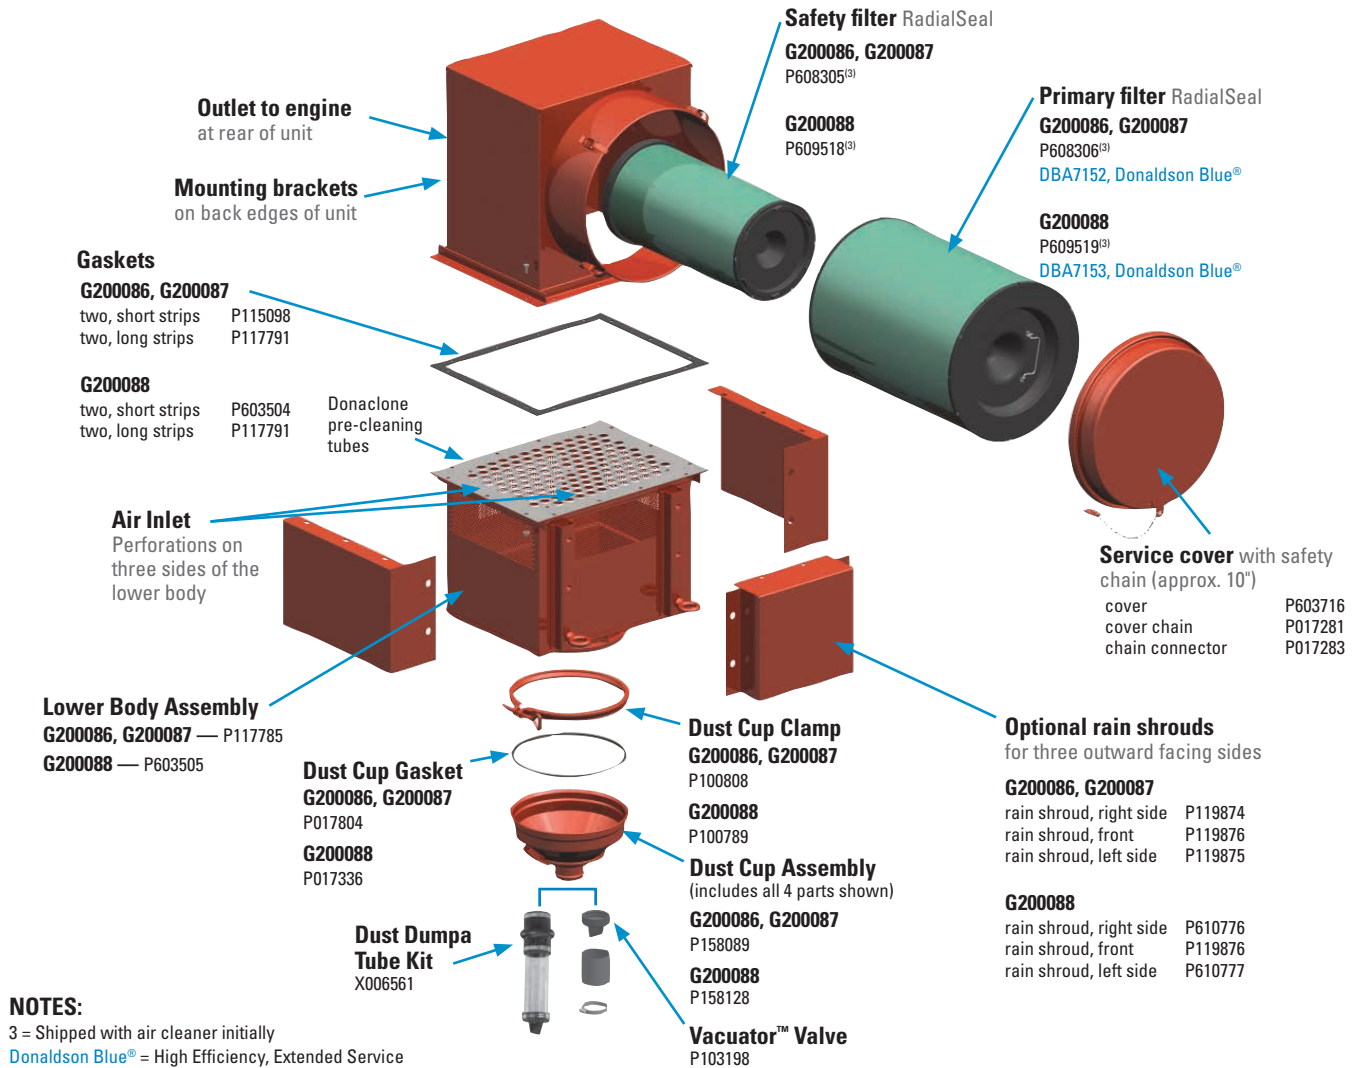 Safety filter RadialSeal
G200086, G200087
P608305(3)
G200088
P609518(3)
Primary filter RadialSeal
G200086, G200087
P608306(3)
DBA7152, Donaldson Blue®
G200088
P609519(3)
DBA7153, Donaldson Blue®
Outlet to engine
at rear of unit
Mounting brackets
on back edges of unit
Gaskets
G200086, G200087
two, short strips P115098
two, long strips P117791
G200088
two, short strips P603504
two, long strips P117791
Donaclone
pre-cleaning
tubes
Air Inlet
Perforations on
three sides of the
lower body
Service cover with safety
chain (approx. 10")
cover P603716
cover chain P017281
chain connector P017283
Lower Body Assembly
G200086, G200087 — P117785
G200088 — P603505
Dust Cup Gasket
G200086, G200087
P017804
G200088
P017336
Dust Cup Clamp
G200086, G200087
P100808
G200088
P100789
Dust Cup Assembly
(includes all 4 parts shown)
G200086, G200087
P158089
G200088
P158128
Optional rain shrouds
for three outward facing sides
G200086, G200087
rain shroud, right side P119874
rain shroud, front P119876
rain shroud, left side P119875
G200088
rain shroud, right side P610776
rain shroud, front P119876
rain shroud, left side P610777
Dust Dumpa
Tube Kit
X006561
Vacuator™ Valve
P103198
NOTES:
3 = Shipped with air cleaner initially
Donaldson Blue® = High Efficiency, Extended Service